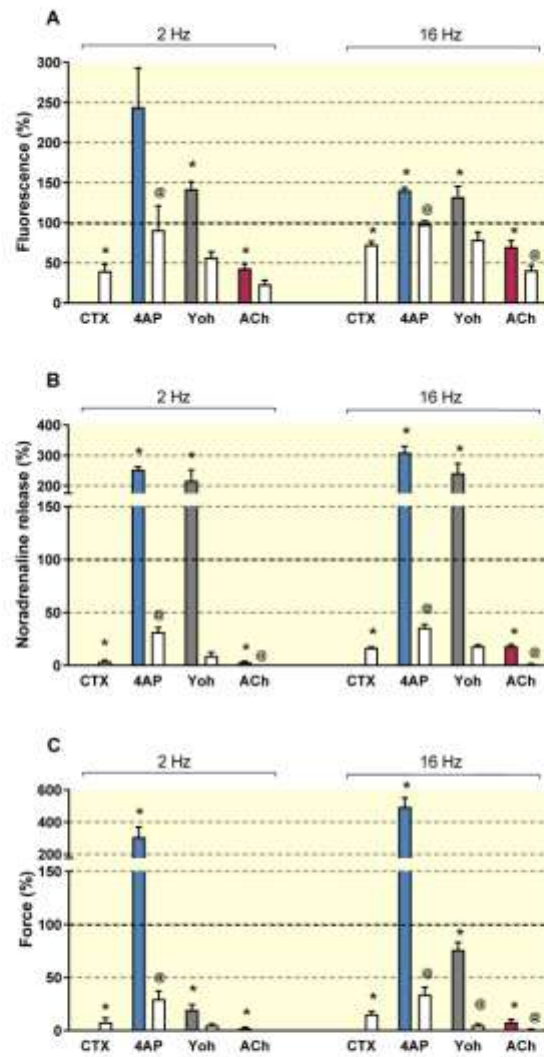 A
2 Hz 16 Hz
300
250
200
150
100
50
0
Fluorescence (%)
* @ * * * @ * * @ *
CTX 4AP Yoh ACh CTX 4AP Yoh ACh
B
2 Hz 16 Hz
400
300
200
150
100
50
0
Noradrenaline release (%)
* * * @ * @ * * * @ * @
CTX 4AP Yoh ACh CTX 4AP Yoh ACh
C
2 Hz 16 Hz
600
400
200
150
100
50
0
Force (%)
* * @ * * * * @ * @ * @
CTX 4AP Yoh ACh CTX 4AP Yoh ACh